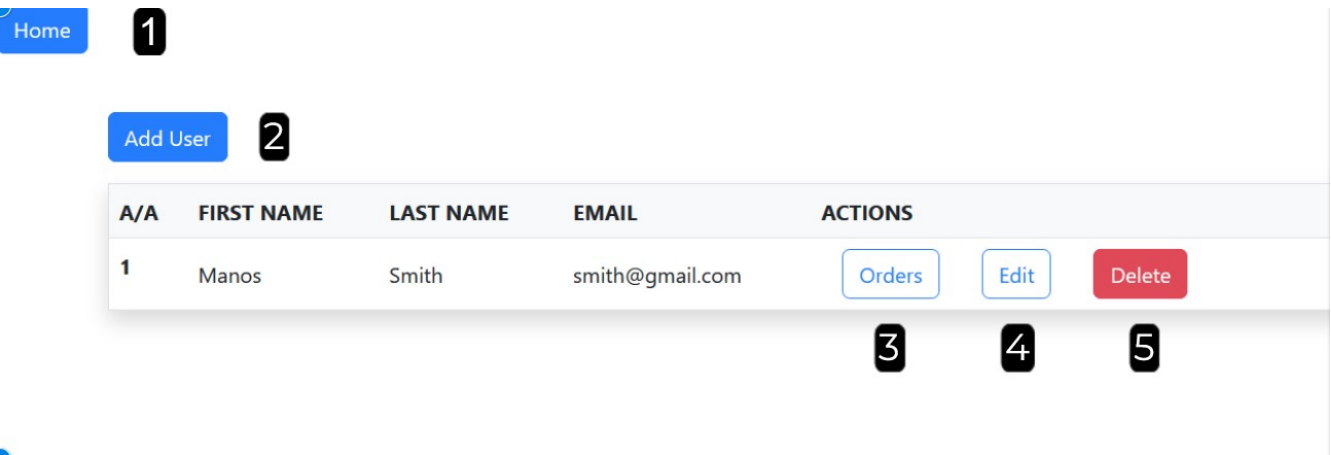 Home 1
Add User 2
A/A FIRST NAME LAST NAME EMAIL ACTIONS
1 Manos Smith smith@gmail.com Orders Edit Delete
3 4 5